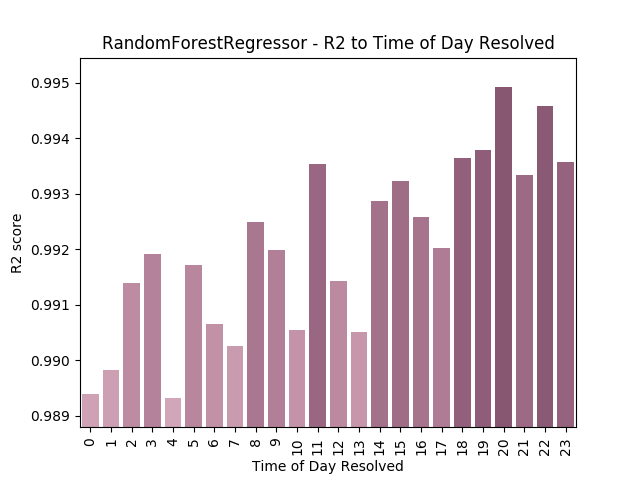 RandomForestRegressor - R2 to Time of Day Resolved
R2 score
0.995
0.994
0.993
0.992
0.991
0.990
0.989
0 1 2 3 4 5 6 7 8 9 10 11 12 13 14 15 16 17 18 19 20 21 22 23
Time of Day Resolved